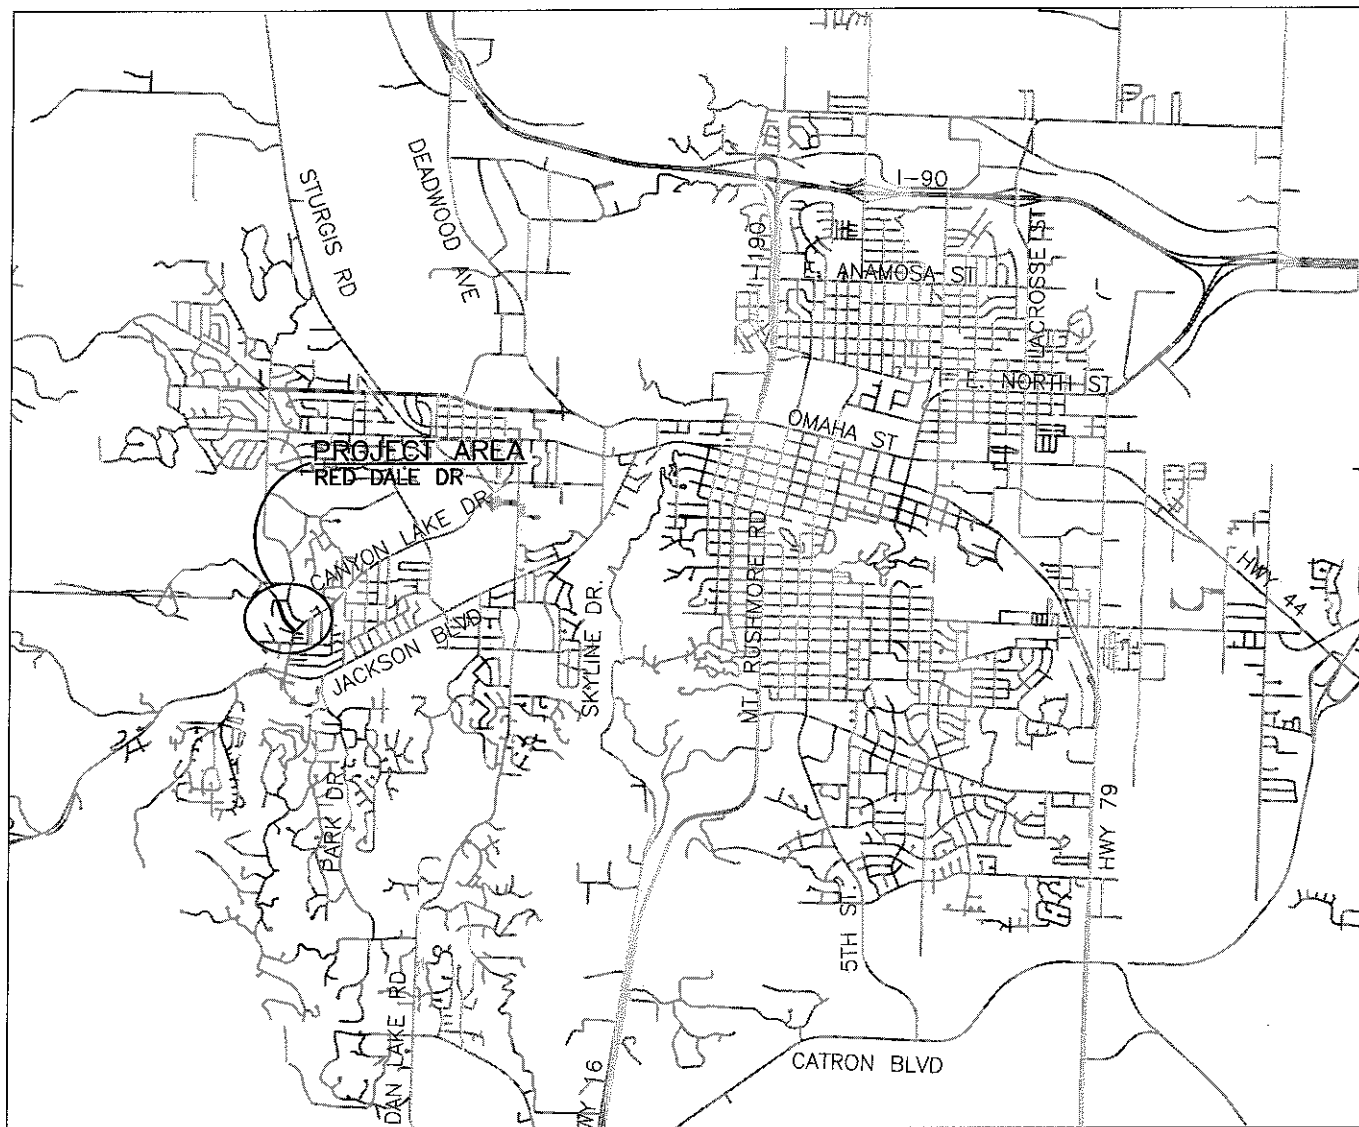 STURGIS RD
DEADWOOD AVE
I-90
I-190
E. ANAMOSA ST
LACROSSE ST
E. NORTH ST
OMAHA ST
PROJECT AREA
RED DALE DR
CANYON LAKE DR
JACKSON BLVD
SKYLINE DR.
MT. RUSHMORE RD
HWY 44
PARK DR.
HWY 79
5TH ST.
DAN LAKE RD
WY 16
CATRON BLVD